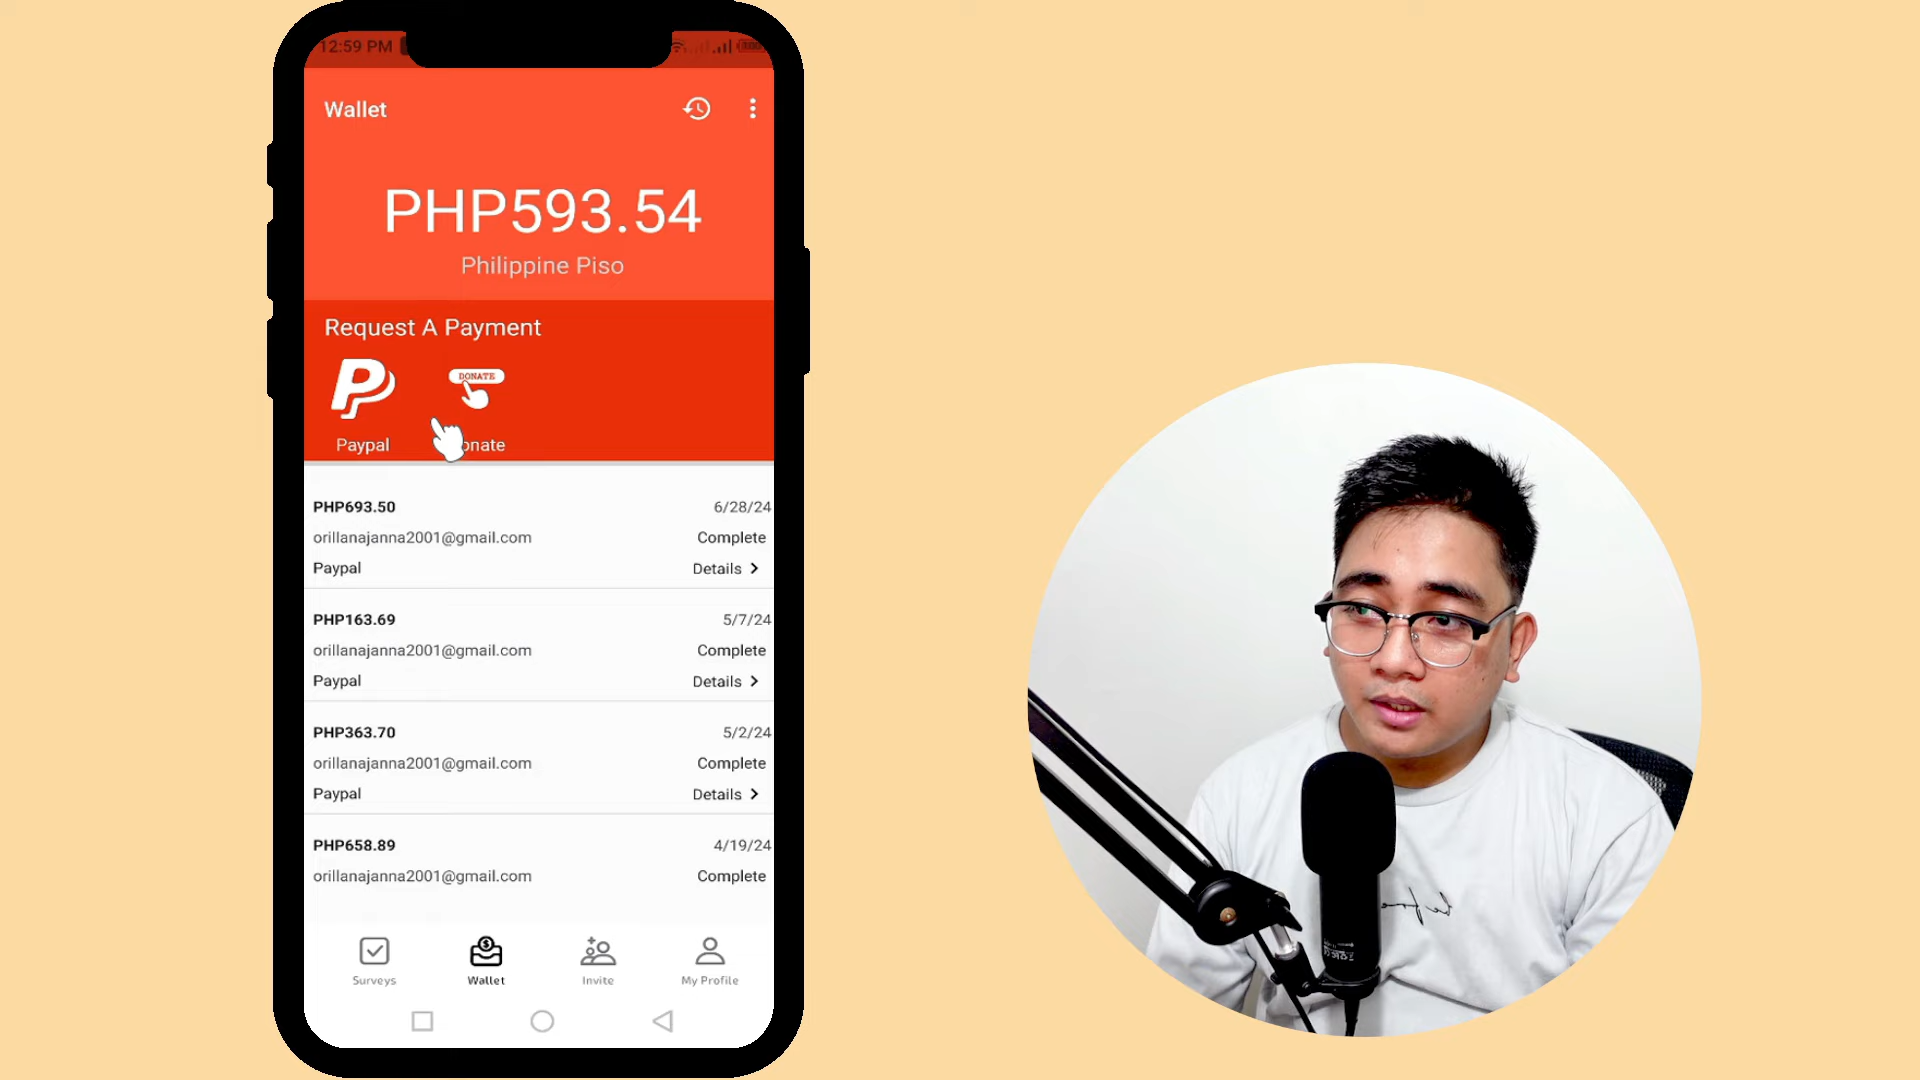 12:59 PM
Wallet
PHP593.54
Philippine Piso
Request A Payment
DONATE
Paypal
onate
PHP693.50 6/28/24
orillanajanna2001@gmail.com Complete
Paypal Details
PHP163.69 5/7/24
orillanajanna2001@gmail.com Complete
Paypal Details
PHP363.70 5/2/24
orillanajanna2001@gmail.com Complete
Paypal Details
PHP658.89 4/19/24
orillanajanna2001@gmail.com Complete
Surveys Wallet Invite My Profile